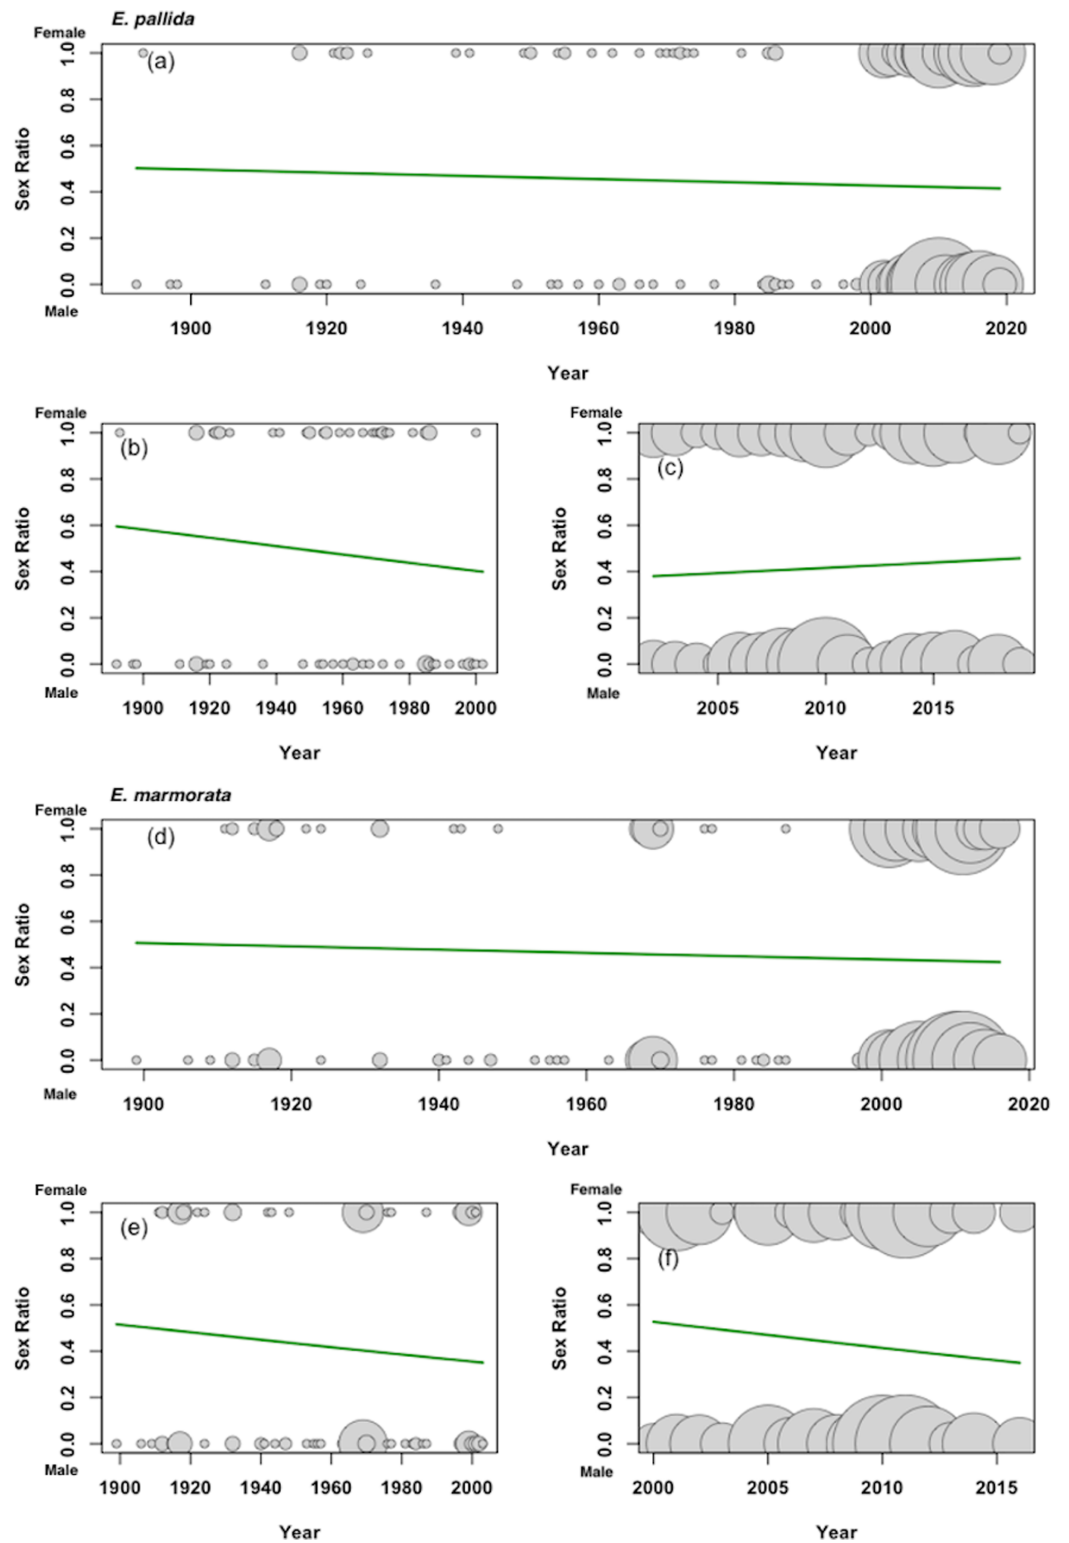 E. pallida
Female
(a)
1.0
0.8
0.6
0.4
0.2
0.0
Sex Ratio
Male
1900 1920 1940 1960 1980 2000 2020
Year
Female
(b)
1.0
0.8
0.6
0.4
0.2
0.0
Sex Ratio
Male
1900 1920 1940 1960 1980 2000
Year
Female
(c)
1.0
0.8
0.6
0.4
0.2
0.0
Sex Ratio
Male
2005 2010 2015
Year
E. marmorata
Female
(d)
1.0
0.8
0.6
0.4
0.2
0.0
Sex Ratio
Male
1900 1920 1940 1960 1980 2000 2020
Year
Female
(e)
1.0
0.8
0.6
0.4
0.2
0.0
Sex Ratio
Male
1900 1920 1940 1960 1980 2000
Year
Female
(f)
1.0
0.8
0.6
0.4
0.2
0.0
Sex Ratio
Male
2000 2005 2010 2015
Year